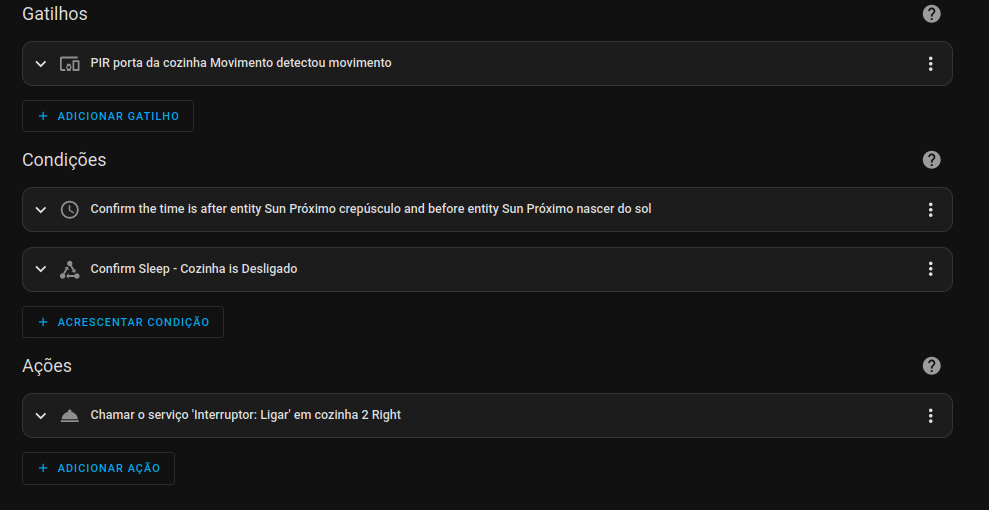 Gatilhos
PIR porta da cozinha Movimento detectou movimento
+ ADICIONAR GATILHO
Condições
Confirm the time is after entity Sun Próximo crepúsculo and before entity Sun Próximo nascer do sol
Confirm Sleep - Cozinha is Desligado
+ ACRESCENTAR CONDIÇÃO
Ações
Chamar o serviço 'Interruptor: Ligar' em cozinha 2 Right
+ ADICIONAR AÇÃO